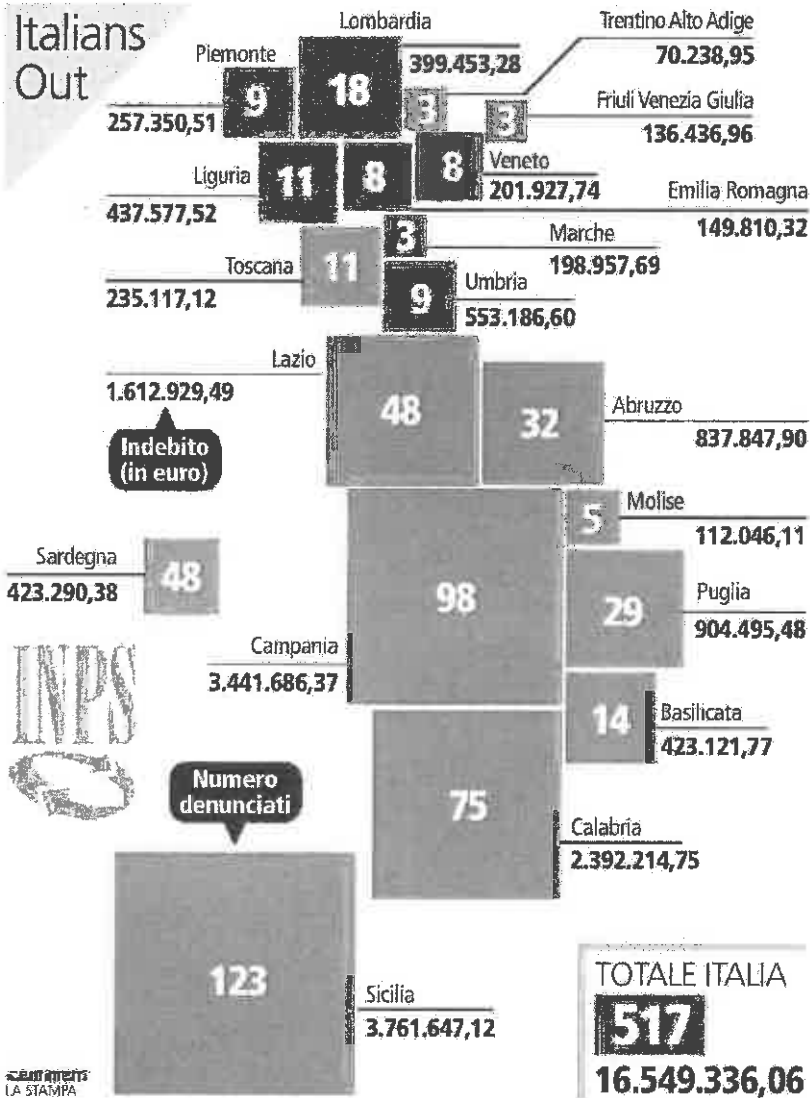 Italians
Out
Piemonte
9
257.350,51
Lombardia
18
399.453,28
Trentino Alto Adige
3
70.238,95
Friuli Venezia Giulia
3
136.436,96
Liguria
11
437.577,52
8
Emilia Romagna
149.810,32
8
Veneto
201.927,74
Toscana
11
235.117,12
3
Marche
198.957,69
9
Umbria
553.186,60
Lazio
48
1.612.929,49
Indebito
(in euro)
32
Abruzzo
837.847,90
5
Molise
112.046,11
Sardegna
48
423.290,38
98
Campania
3.441.686,37
29
Puglia
904.495,48
INPS
14
Basilicata
423.121,77
Numero
denunciati
75
Calabria
2.392.214,75
123
Sicilia
3.761.647,12
TOTALE ITALIA
517
16.549.336,06
LA STAMPA